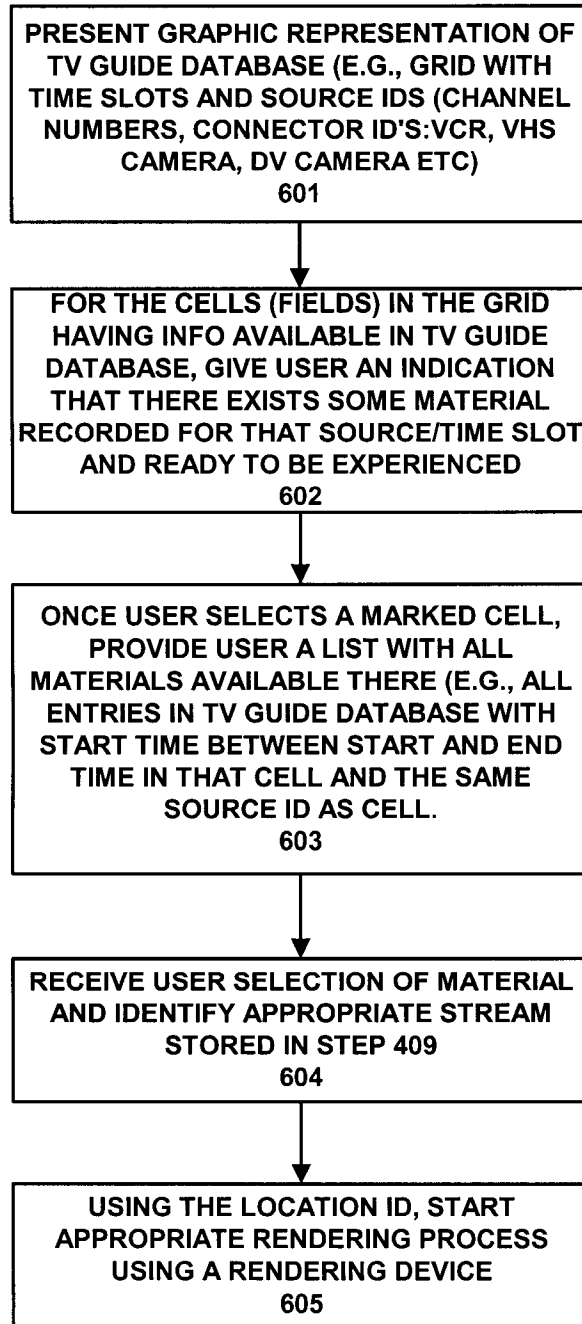 PRESENT GRAPHIC REPRESENTATION OF
TV GUIDE DATABASE (E.G., GRID WITH
TIME SLOTS AND SOURCE IDS (CHANNEL
NUMBERS, CONNECTOR ID'S:VCR, VHS
CAMERA, DV CAMERA ETC)
601
FOR THE CELLS (FIELDS) IN THE GRID
HAVING INFO AVAILABLE IN TV GUIDE
DATABASE, GIVE USER AN INDICATION
THAT THERE EXISTS SOME MATERIAL
RECORDED FOR THAT SOURCE/TIME SLOT
AND READY TO BE EXPERIENCED
602
ONCE USER SELECTS A MARKED CELL,
PROVIDE USER A LIST WITH ALL
MATERIALS AVAILABLE THERE (E.G., ALL
ENTRIES IN TV GUIDE DATABASE WITH
START TIME BETWEEN START AND END
TIME IN THAT CELL AND THE SAME
SOURCE ID AS CELL.
603
RECEIVE USER SELECTION OF MATERIAL
AND IDENTIFY APPROPRIATE STREAM
STORED IN STEP 409
604
USING THE LOCATION ID, START
APPROPRIATE RENDERING PROCESS
USING A RENDERING DEVICE
605